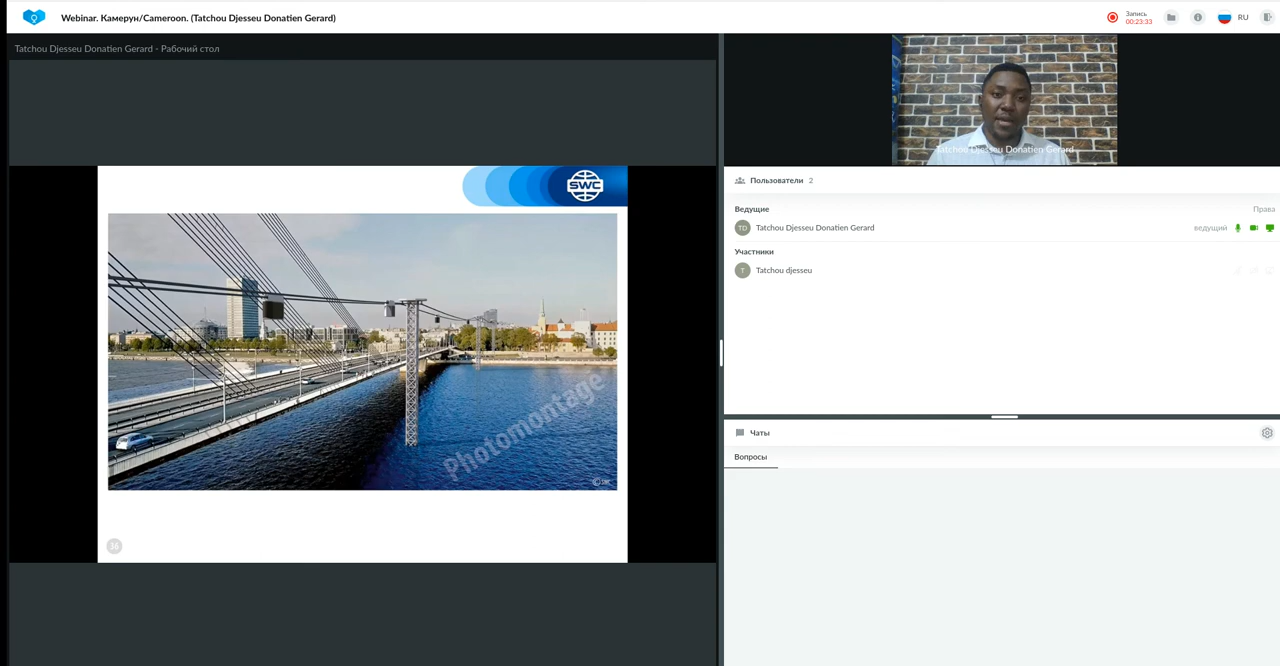 Webinar. Камерун/Cameroon. (Tatchou Djesseu Donatien Gerard)
Запись
00:23:33
RU
Tatchou Djesseu Donatien Gerard - Рабочий стол
SWC
Photomontage
36
Tatchou Djesseu Donatien Gerard
Пользователи 2
Ведущие Права
TD Tatchou Djesseu Donatien Gerard ведущий
Участники
T Tatchou djesseu
Чаты
Вопросы